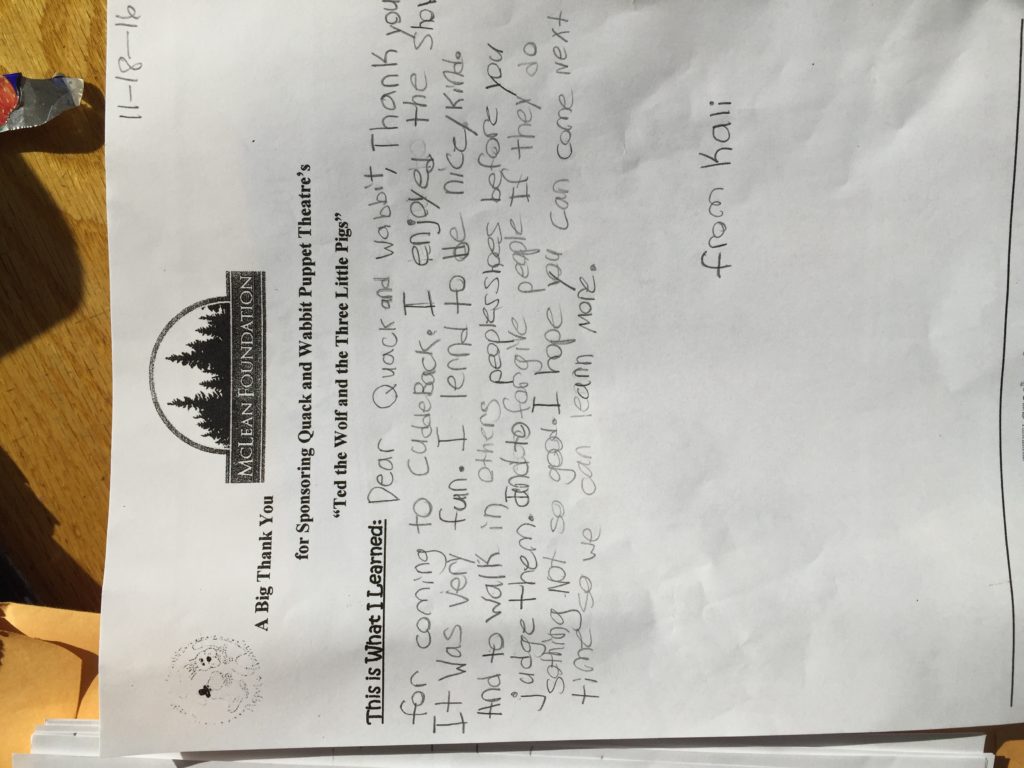 11-18-16
McLean Foundation
A Big Thank You
for Sponsoring Quack and Wabbit Puppet Theatre's
"Ted the Wolf and the Three Little Pigs"
This is What I Learned: Dear Quack and Wabbit, Thank you
for coming to CuddeBack. I enjoyed the Show
It was very fun. I lernd to be nice/kind.
And to walk in others peoplesshoes before you
judge them. And to forgive people If they do
sothing Not so good. I hope you can come Next
time so we can leann More.
from Kali